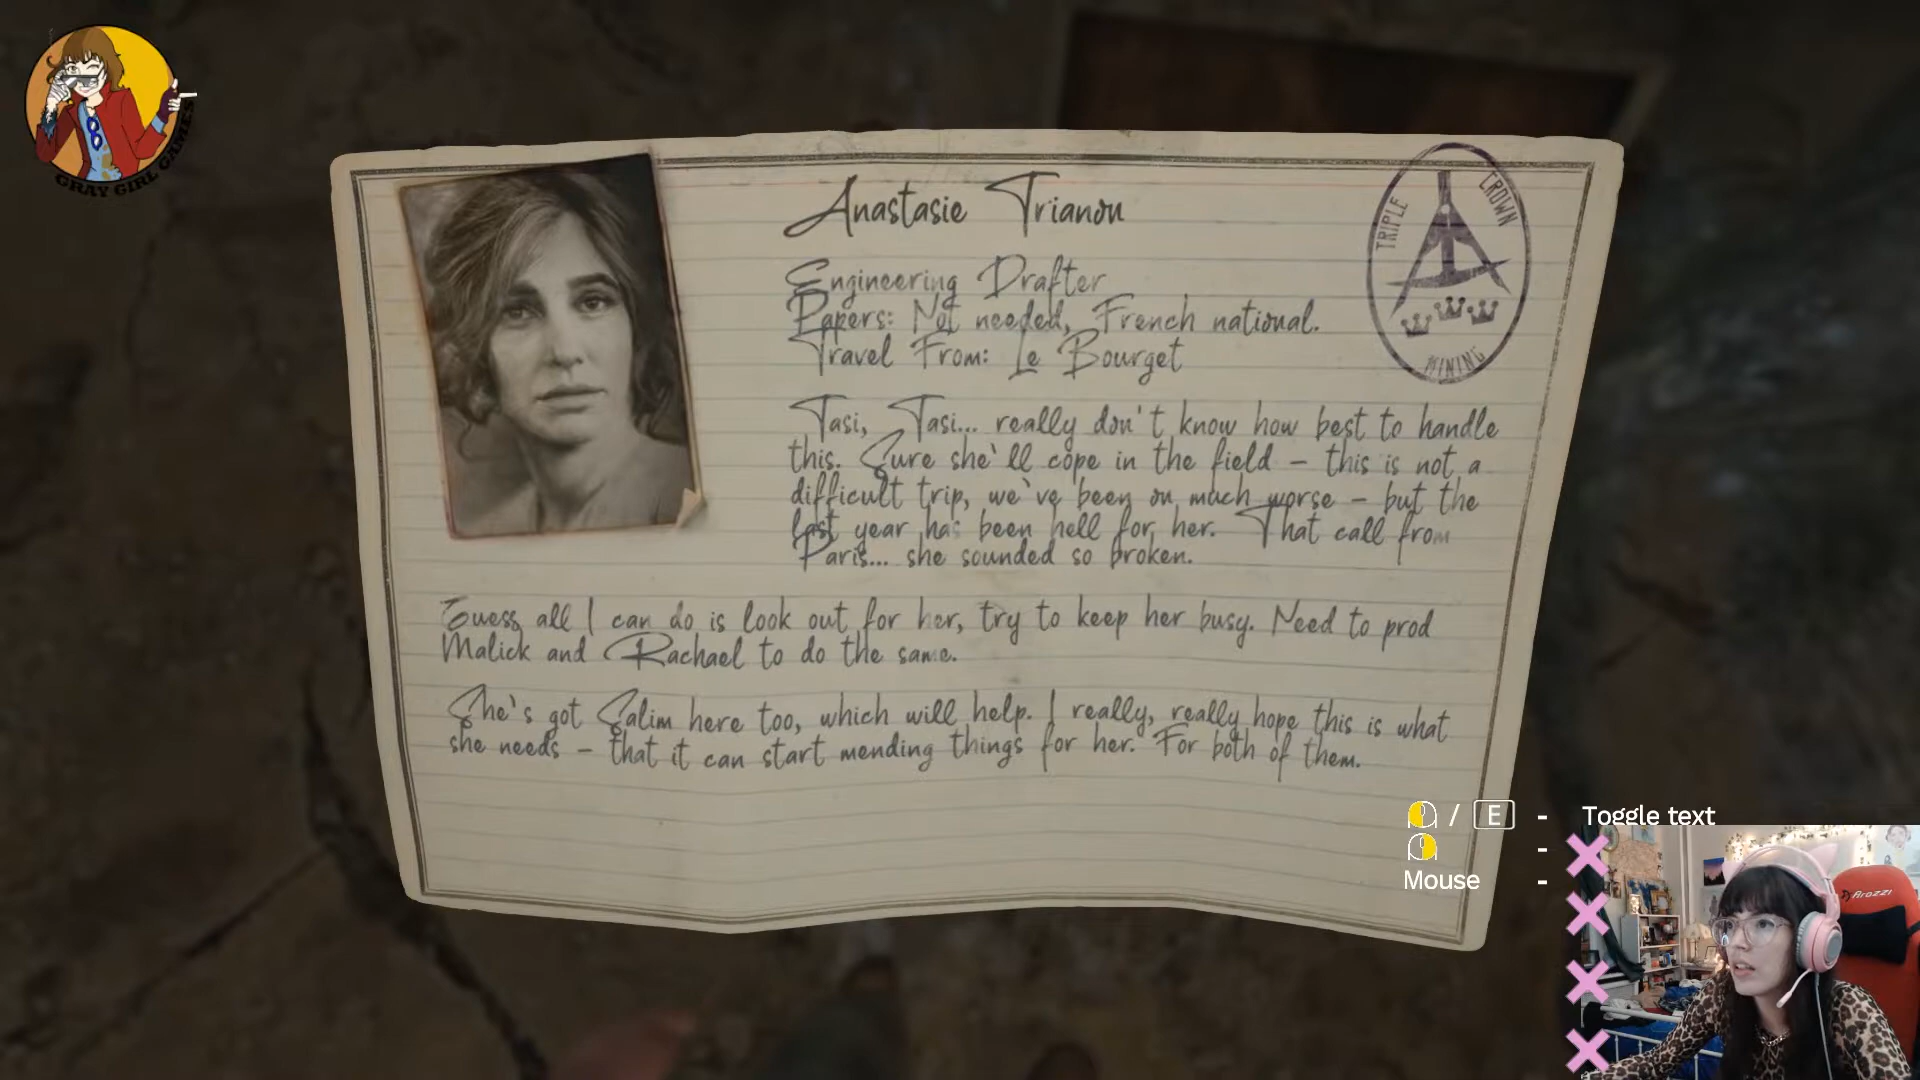 GRAY GIRL GAMES
Anastasie Trianon
TRIPLE CROWN MINING
Engineering Drafter
Papers: Not needed, French national.
Travel From: Le Bourget
Tasi, Tasi... really don't know how best to handle
this. Sure she'll cope in the field - this is not a
difficult trip, we've been on much worse - but the
last year has been hell for her. That call from
Paris... she sounded so broken.
Guess all I can do is look out for her, try to keep her busy. Need to prod
Malick and Rachael to do the same.
She's got Salim here too, which will help. I really, really hope this is what
she needs - that it can start mending things for her. For both of them.
/ E - Toggle text
-
Mouse -
Arozzi